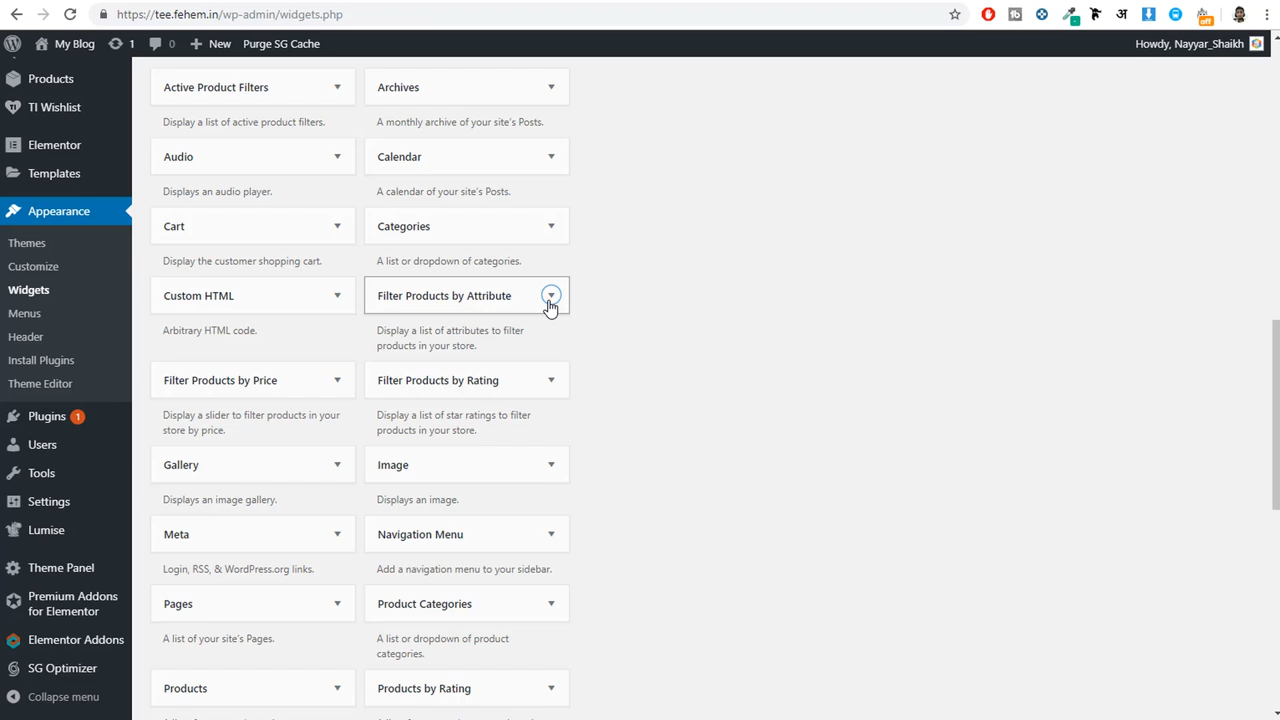 https://tee.fehem.in/wp-admin/widgets.php
अ
off
My Blog
1
0
New
Purge SG Cache
Howdy, Nayyar_Shaikh
Products
TI Wishlist
Elementor
Templates
Appearance
Themes
Customize
Widgets
Menus
Header
Install Plugins
Theme Editor
Plugins 1
Users
Tools
Settings
Lumise
Theme Panel
Premium Addons
for Elementor
Elementor Addons
SG Optimizer
Collapse menu
Active Product Filters
Display a list of active product filters.
Archives
A monthly archive of your site's Posts.
Audio
Displays an audio player.
Calendar
A calendar of your site's Posts.
Cart
Display the customer shopping cart.
Categories
A list or dropdown of categories.
Custom HTML
Arbitrary HTML code.
Filter Products by Attribute
Display a list of attributes to filter
products in your store.
Filter Products by Price
Display a slider to filter products in your
store by price.
Filter Products by Rating
Display a list of star ratings to filter
products in your store.
Gallery
Displays an image gallery.
Image
Displays an image.
Meta
Login, RSS, & WordPress.org links.
Navigation Menu
Add a navigation menu to your sidebar.
Pages
A list of your site's Pages.
Product Categories
A list or dropdown of product
categories.
Products
Products by Rating